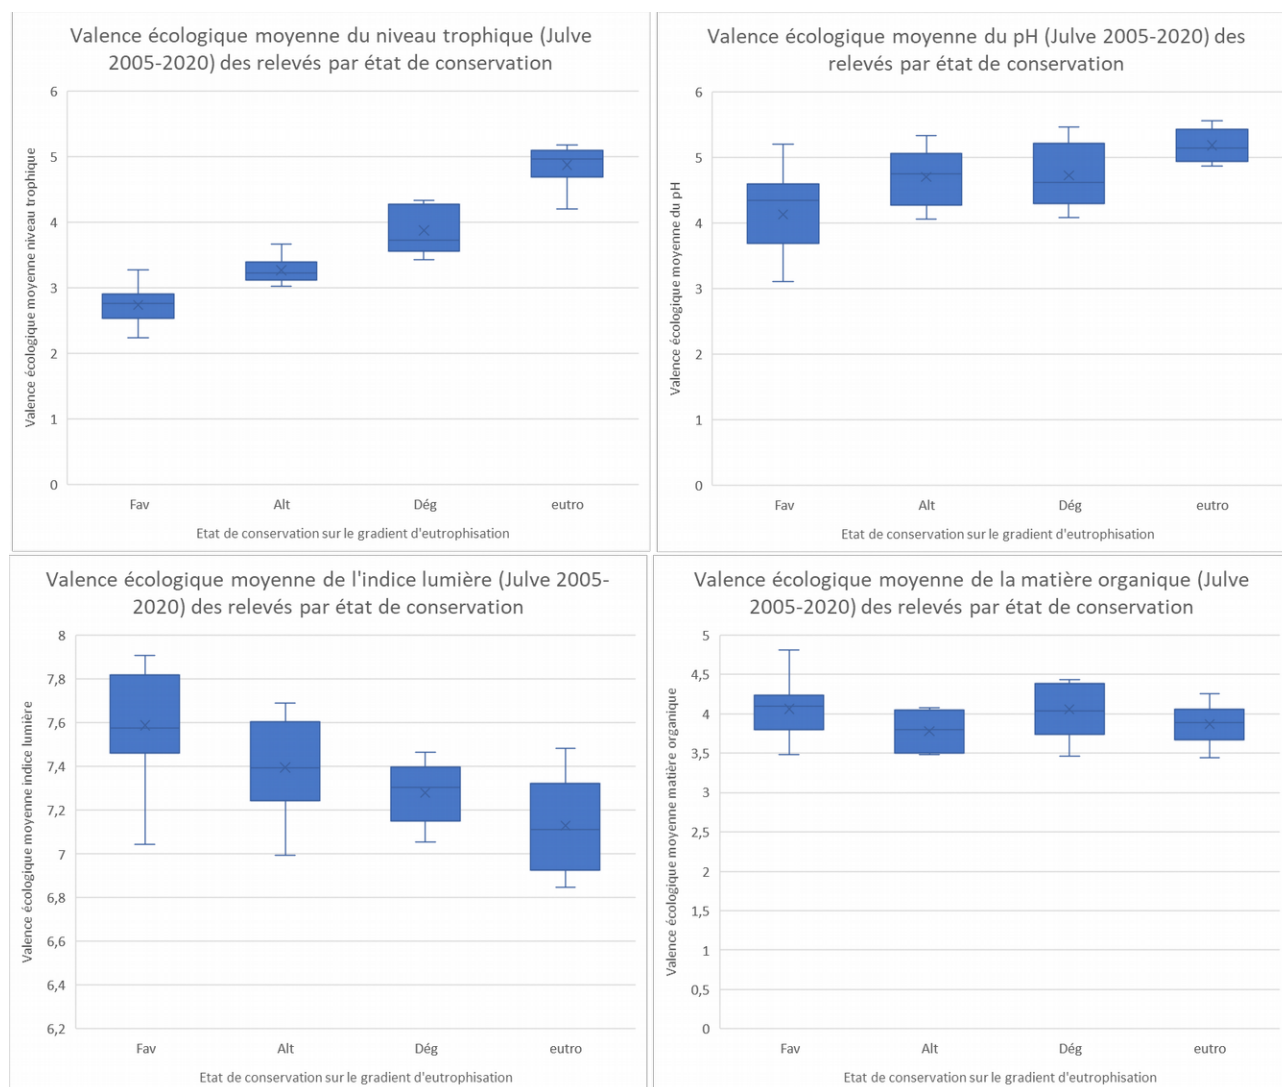 Valence écologique moyenne du niveau trophique (Julve
2005-2020) des relevés par état de conservation
6
5
4
3
2
1
0
Valence écologique moyenne niveau trophique
Fav
Alt
Dég
eutro
Etat de conservation sur le gradient d'eutrophisation
Valence écologique moyenne du pH (Julve 2005-2020) des
relevés par état de conservation
6
5
4
3
2
1
0
Valence écologique moyenne du pH
Fav
Alt
Dég
eutro
Etat de conservation sur le gradient d'eutrophisation
Valence écologique moyenne de l'indice lumière (Julve 2005-
2020) des relevés par état de conservation
8
7,8
7,6
7,4
7,2
7
6,8
6,6
6,4
6,2
Valence écologique moyenne indice lumière
Fav
Alt
Dég
eutro
Etat de conservation sur le gradient d'eutrophisation
Valence écologique moyenne de la matière organique (Julve
2005-2020) des relevés par état de conservation
5
4,5
4
3,5
3
2,5
2
1,5
1
0,5
0
Valence écologique moyenne matière organique
Fav
Alt
Dég
eutro
Etat de conservation sur le gradient d'eutrophisation